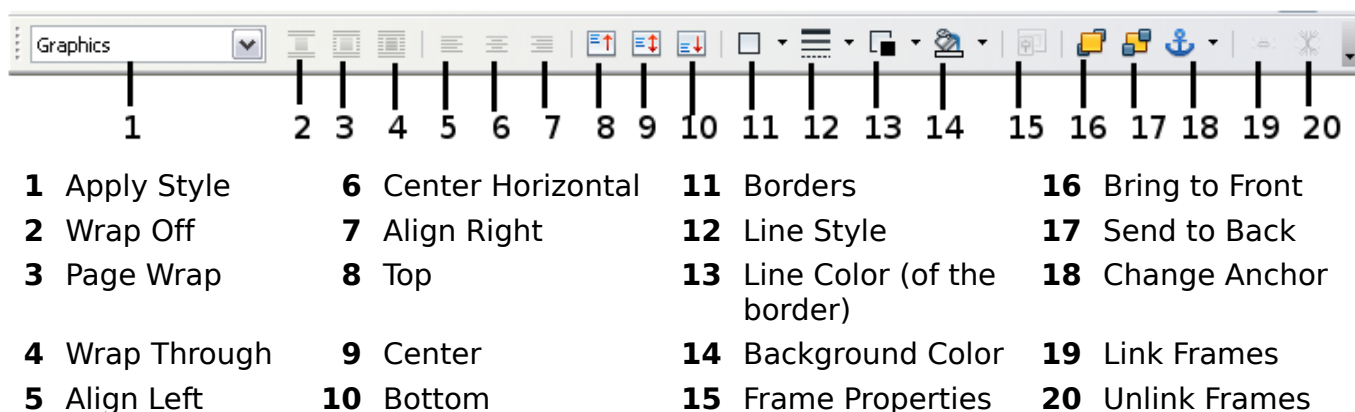 Graphics
1 2 3 4 5 6 7 8 9 10 11 12 13 14 15 16 17 18 19 20
1 Apply Style 6 Center Horizontal 11 Borders 16 Bring to Front
2 Wrap Off 7 Align Right 12 Line Style 17 Send to Back
3 Page Wrap 8 Top 13 Line Color (of the 18 Change Anchor
border)
4 Wrap Through 9 Center 14 Background Color 19 Link Frames
5 Align Left 10 Bottom 15 Frame Properties 20 Unlink Frames